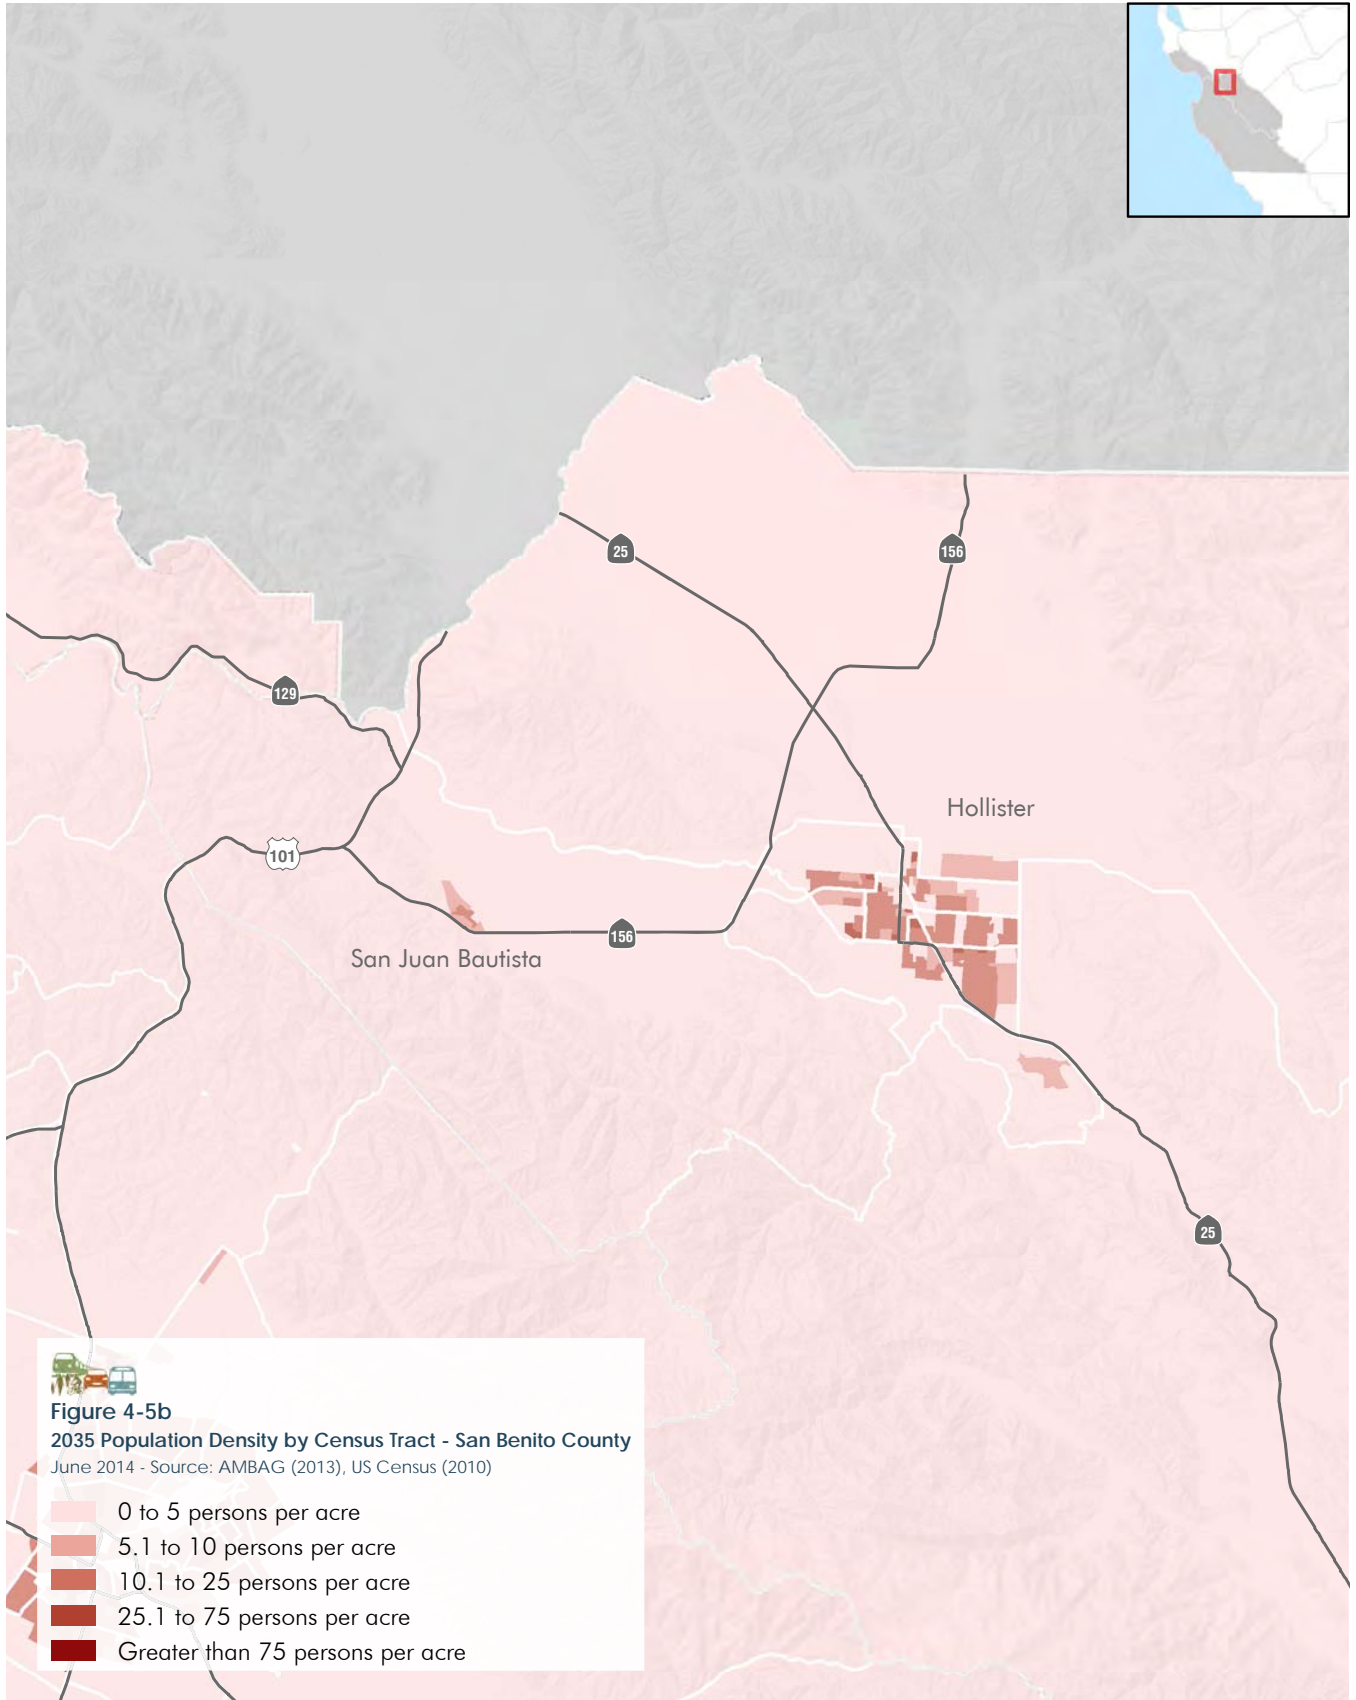 25
156
129
Hollister
101
156
San Juan Bautista
25
Figure 4-5b
2035 Population Density by Census Tract - San Benito County
June 2014 - Source: AMBAG (2013), US Census (2010)
0 to 5 persons per acre
5.1 to 10 persons per acre
10.1 to 25 persons per acre
25.1 to 75 persons per acre
Greater than 75 persons per acre